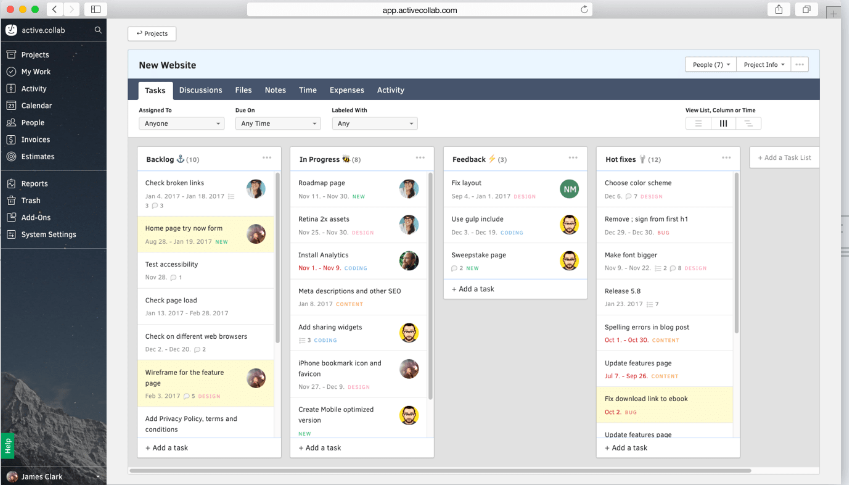 app.activecollab.com
active.collab
Projects
My Work
Activity
23 Calendar
People
Invoices
Estimates
Reports
Trash
Add-Ons
System Settings
Help
James Clark
Projects
New Website
People (7)
Project Info
Tasks Discussions Files Notes Time Expenses Activity
Assigned To Due On Labeled With View List, Column or Time
Anyone Any Time Any
Backlog (10)
Check broken links
Jan 4. 2017 - Jan 18. 2017
3 3
Home page try now form
Aug 28. - Jan 19. 2017 NEW
Test accessibility
Nov 28. 1
Check page load
Jan 13. 2017 - Feb 28. 2017
Check on different web browsers
Dec 2. - Dec 20. 2
Wireframe for the feature
page
Feb 3. 2017 5 DESIGN
Add Privacy Policy, terms and
conditions
+ Add a task
In Progress (8)
Roadmap page
Nov 11. - Nov 30. NEW
Retina 2x assets
Nov 25. - Nov 30. DESIGN
Install Analytics
Nov 1. - Nov 9. CODING
Meta descriptions and other SEO
Jan 8. 2017 CONTENT
Add sharing widgets
3 CODING
iPhone bookmark icon and
favicon
Nov 27. - Dec 9. DESIGN
Create Mobile optimized
version
NEW
+ Add a task
Feedback (3)
Fix layout
NM
Sep 4. - Jan 1. 2017 DESIGN
Use gulp include
Dec 3. - Dec 19. CODING
Sweepstake page
2 NEW
+ Add a task
Hot fixes (12)
Choose color scheme
Dec 6. 7 DESIGN
Remove ; sign from first h1
Dec 29. - Dec 30. BUG
Make font bigger
Nov 9. - Nov 22. 2 8 DESIGN
Release 5.8
Jan 23. 2017 7
Spelling errors in blog post
Oct 1. - Oct 30. CONTENT
Update features page
Jul 7. - Sep 26. CONTENT
Fix download link to ebook
Oct 2. BUG
Update features page
+ Add a task
+ Add a Task List